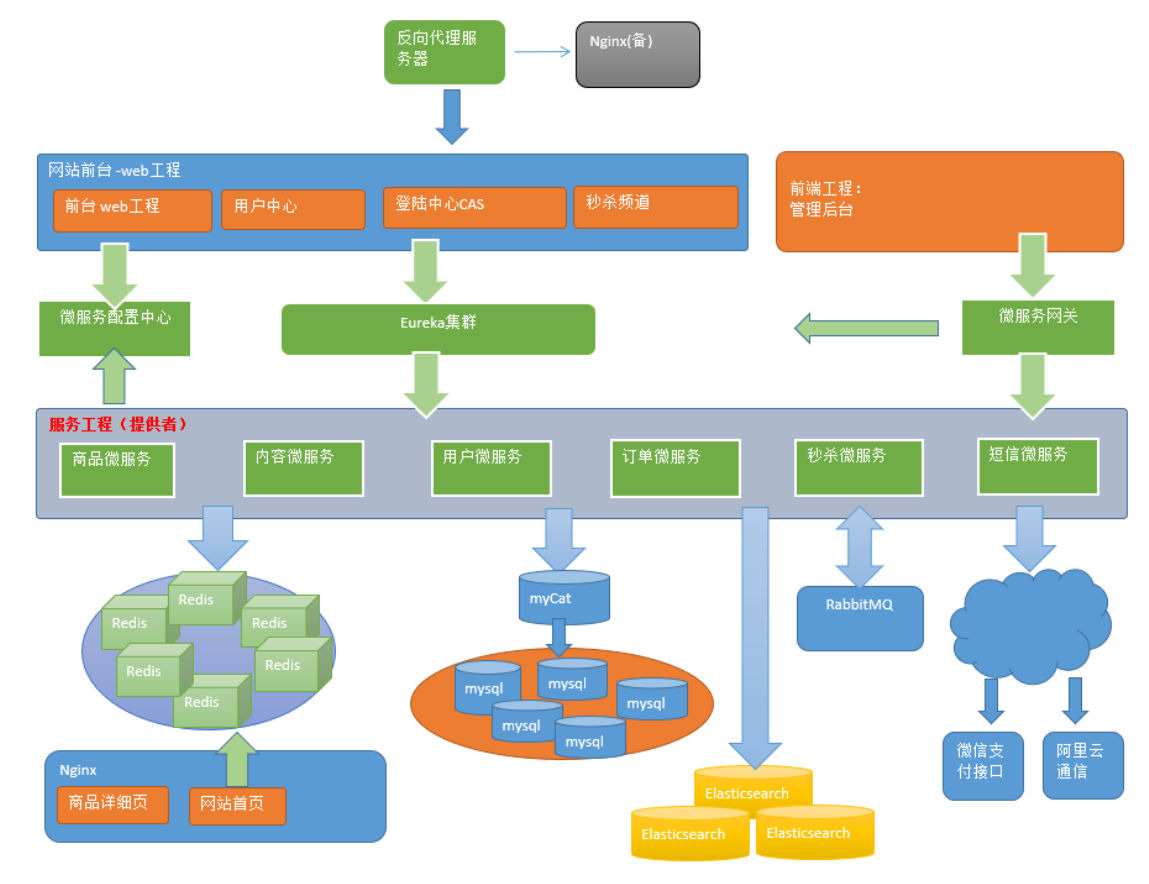 反向代理服
务器
Nginx(备)
网站前台 -web工程
前台 web工程
用户中心
登陆中心CAS
秒杀频道
前端工程：
管理后台
微服务配置中心
Eureka集群
微服务网关
服务工程（提供者）
商品微服务
内容微服务
用户微服务
订单微服务
秒杀微服务
短信微服务
Redis
Redis
Redis
Redis
Redis
Redis
myCat
mysql
mysql
mysql
mysql
mysql
RabbitMQ
微信支
付接口
阿里云
通信
Nginx
商品详细页
网站首页
Elasticsearch
Elasticsearch
Elasticsearch